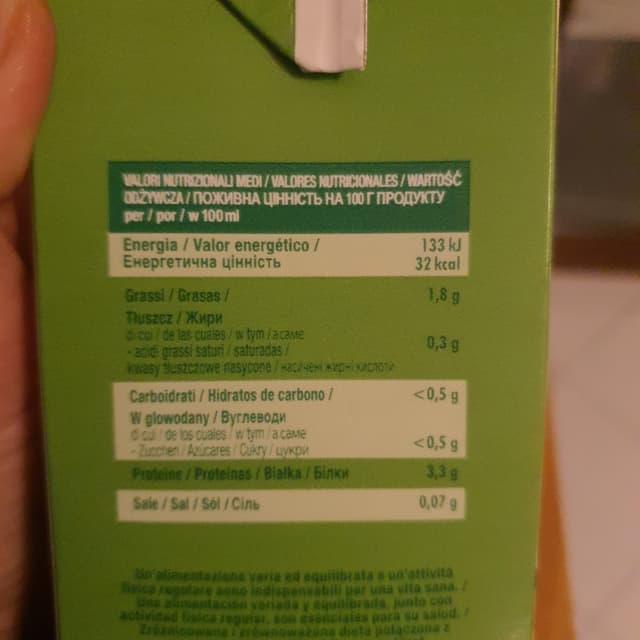 VALORI NUTRIZIONALI MEDI / VALORES NUTRICIONALES / WARTOŚĆ
ODŻYWCZA / ПОЖИВНА ЦІННІСТЬ НА 100 Г ПРОДУКТУ
per / por / w 100 ml
Energia / Valor energético / 133 kJ
Енергетична цінність 32 kcal
Grassi / Grasas / 1,8 g
Tłuszcz / Жири
di cui / de las cuales / w tym / а саме
- acidi grassi saturi / saturadas / 0,3 g
kwasy tłuszczowe nasycone / насичені жирні кислоти
Carboidrati / Hidratos de carbono / <0,5 g
W glowodany / Вуглеводи
di cui / de los cuales / w tym / а саме
- Zuccheri / Azúcares / Cukry / цукри <0,5 g
Proteine / Proteínas / Białka / Білки 3,3 g
Sale / Sal / Sól / Сіль 0,07 g
Un'alimentazione varia ed equilibrata e un'attività
fisica regolare sono indispensabili per una vita sana. /
Una alimentación variada y equilibrada, junto con
actividad física regular, son esenciales para su salud. /
Zróżnicowana i zrównoważona dieta połączona z